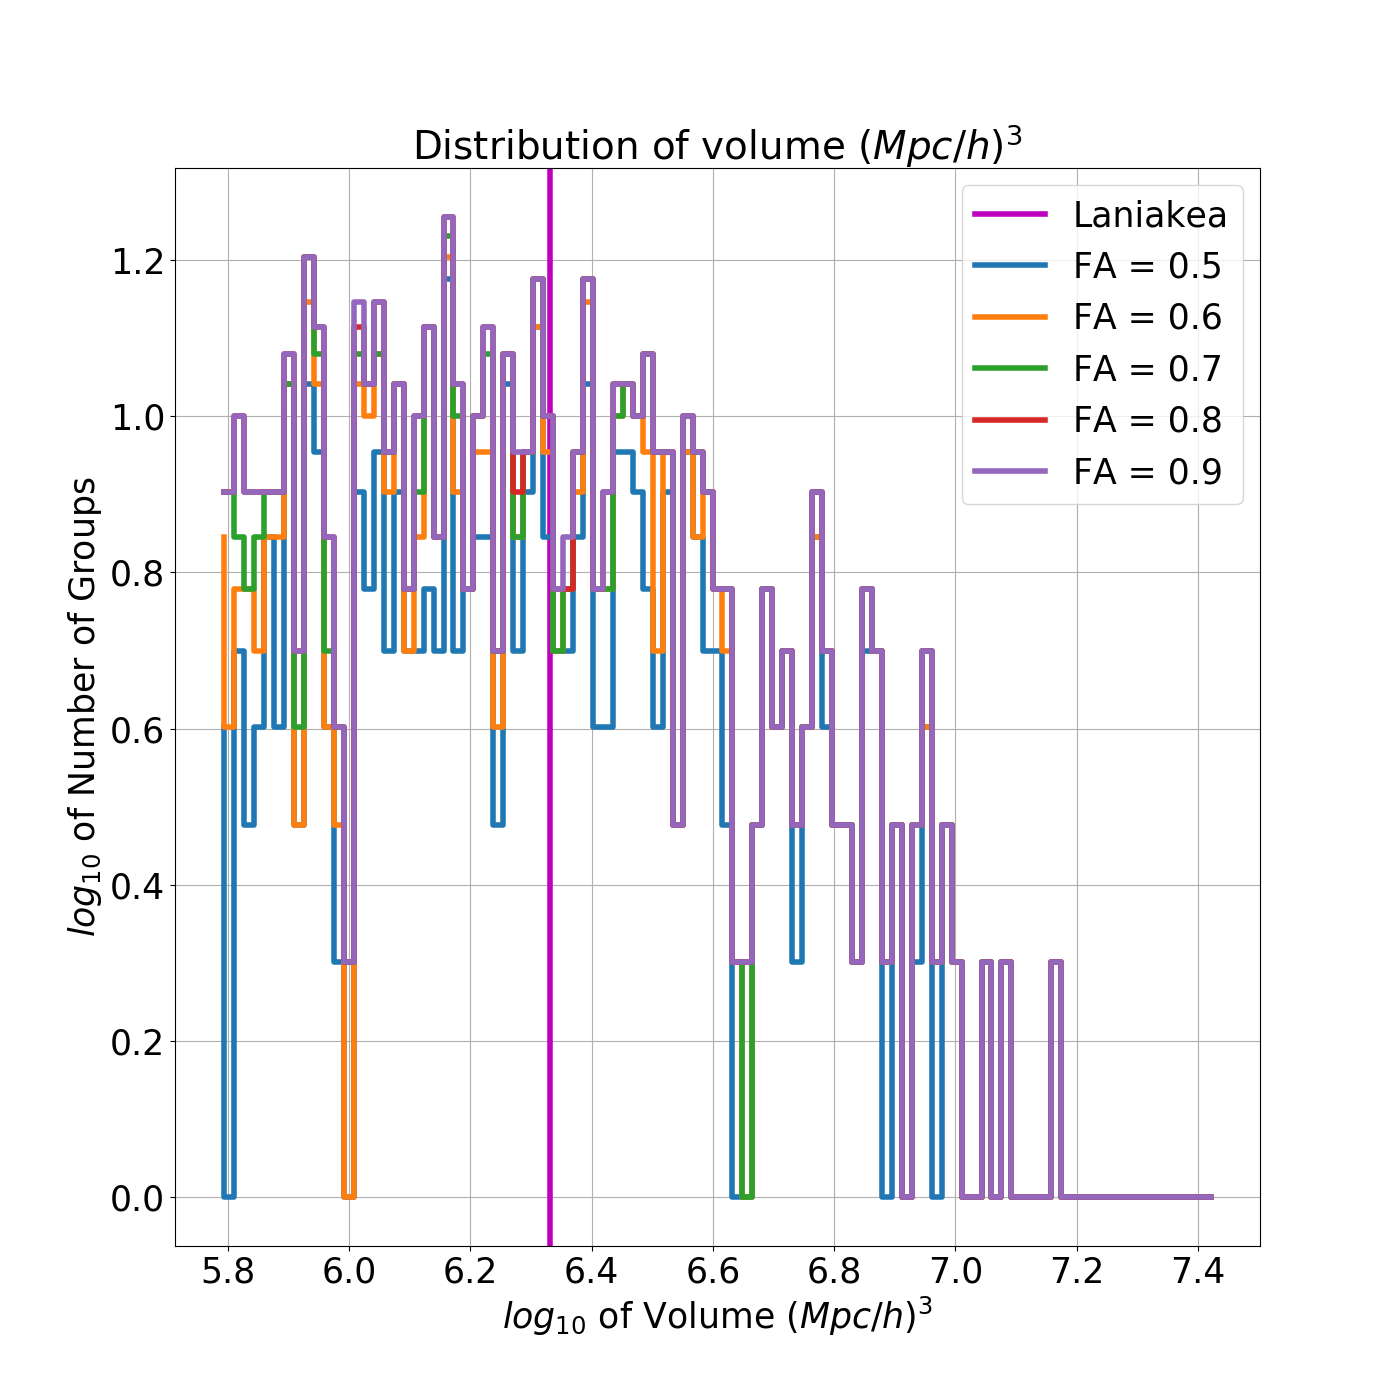 Distribution of volume (Mpc/h)³
Laniakea
FA = 0.5
FA = 0.6
FA = 0.7
FA = 0.8
FA = 0.9
log₁₀ of Number of Groups
1.2
1.0
0.8
0.6
0.4
0.2
0.0
5.8 6.0 6.2 6.4 6.6 6.8 7.0 7.2 7.4
log₁₀ of Volume (Mpc/h)³